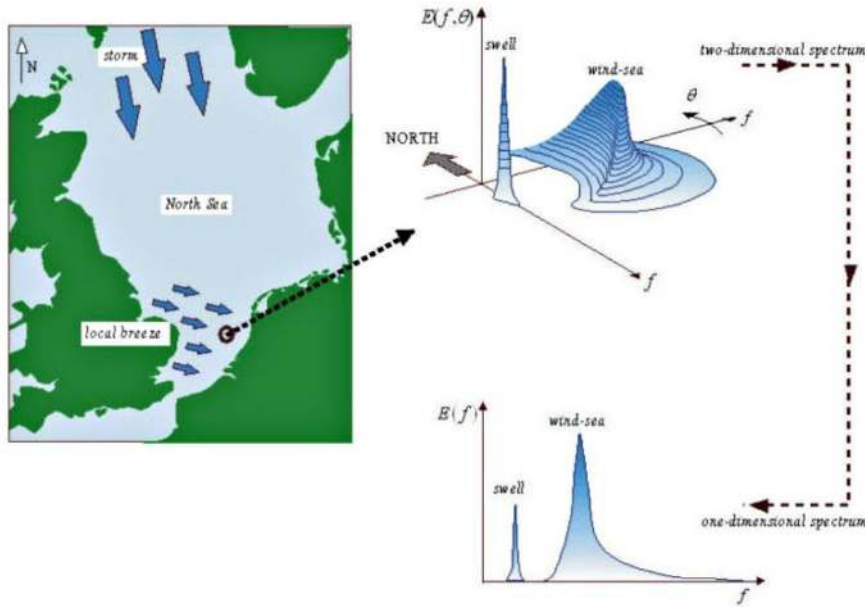 N
storm
North Sea
local breeze
E(f,θ)
swell
wind-sea
two-dimensional spectrum
θ
f
NORTH
f
E(f)
wind-sea
swell
one-dimensional spectrum
f